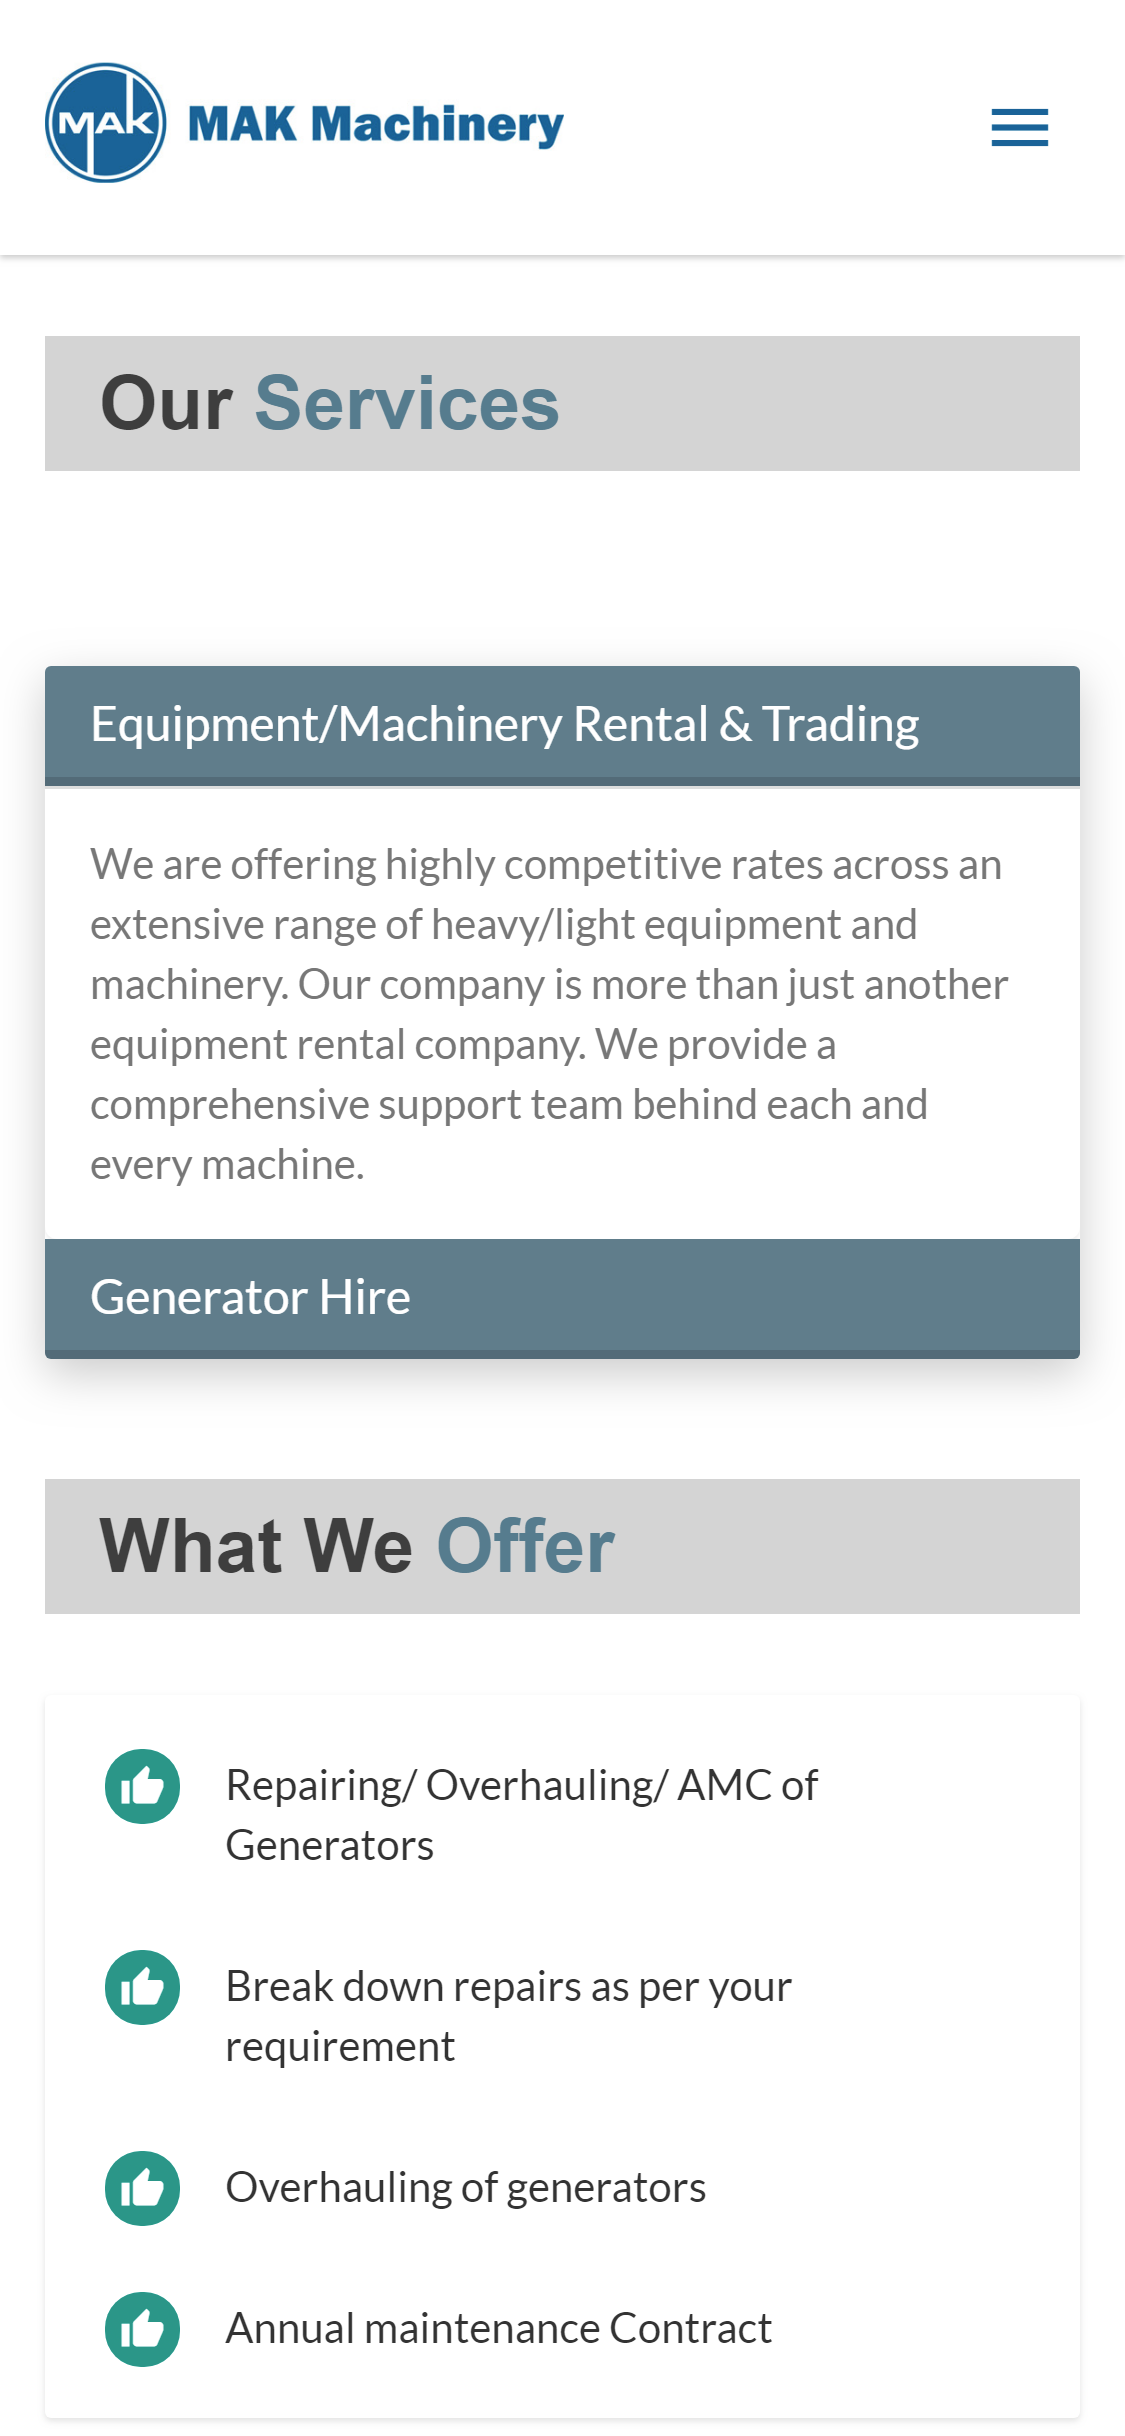 MAK
MAK Machinery
Our Services
Equipment/Machinery Rental & Trading
We are offering highly competitive rates across an
extensive range of heavy/light equipment and
machinery. Our company is more than just another
equipment rental company. We provide a
comprehensive support team behind each and
every machine.
Generator Hire
What We Offer
Repairing/ Overhauling/ AMC of
Generators
Break down repairs as per your
requirement
Overhauling of generators
Annual maintenance Contract